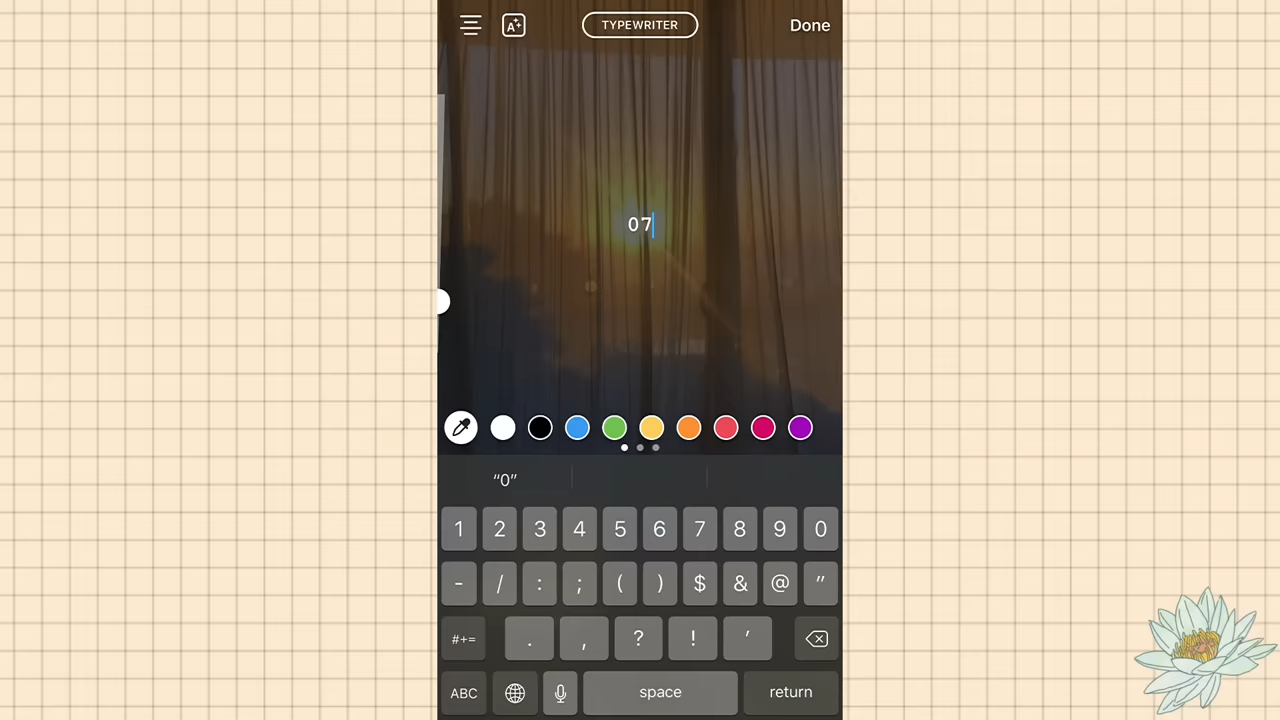 A+ TYPEWRITER Done
07
“0”
1 2 3 4 5 6 7 8 9 0
- / : ; ( ) $ & @ ”
#+= . , ? ! ’
ABC space return